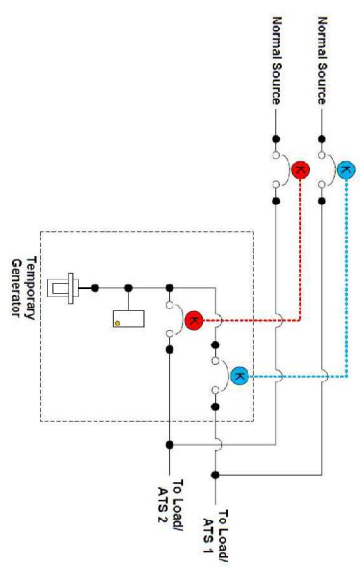 Normal Source
Normal Source
K
K
Temporary
Generator
K
K
To Load/
ATS 2
To Load/
ATS 1